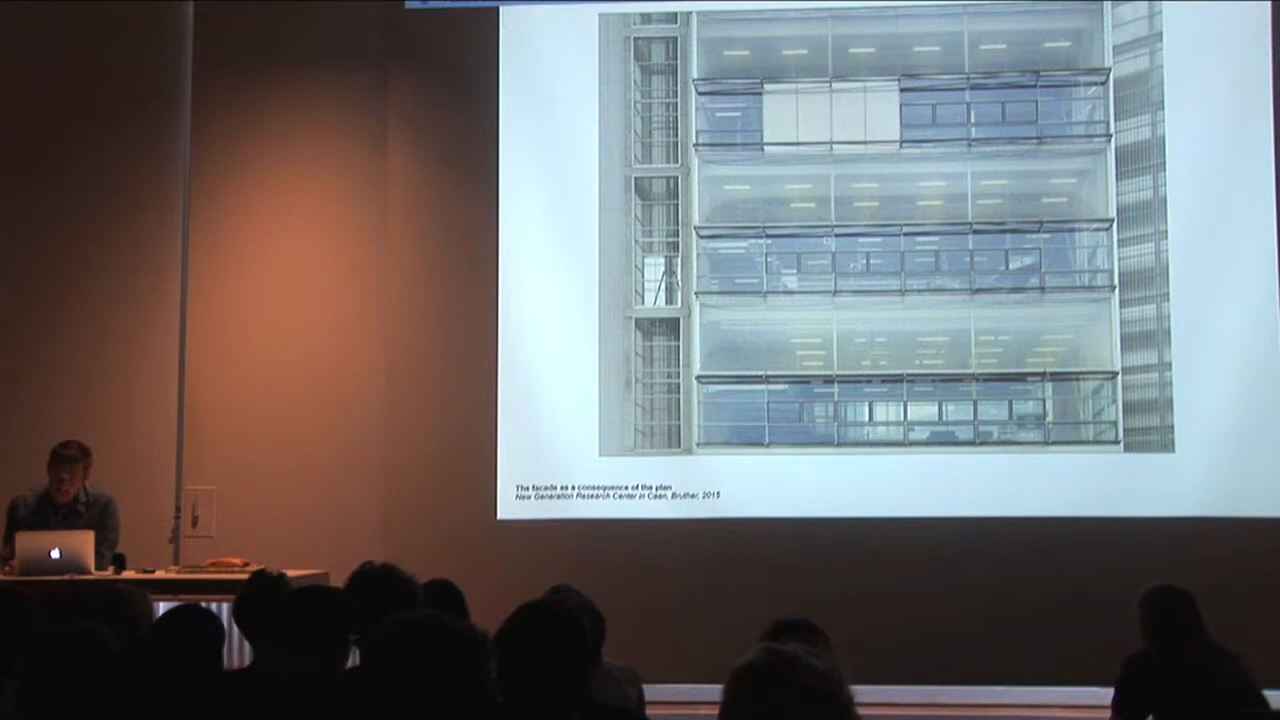 The facade as a consequence of the plan
New Generation Research Center in Caen, Bruther, 2015